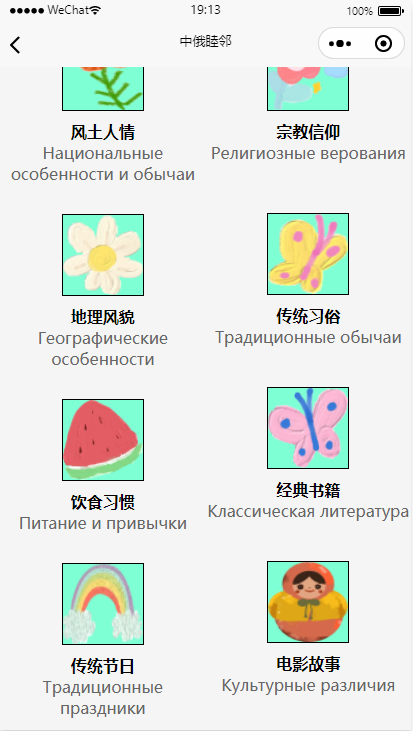 WeChat 19:13 100%
中俄睦邻
风土人情
Национальные
особенности и обычаи
宗教信仰
Религиозные верования
地理风貌
Географические
особенности
传统习俗
Традиционные обычаи
饮食习惯
Питание и привычки
经典书籍
Классическая литература
传统节日
Традиционные
праздники
电影故事
Культурные различия